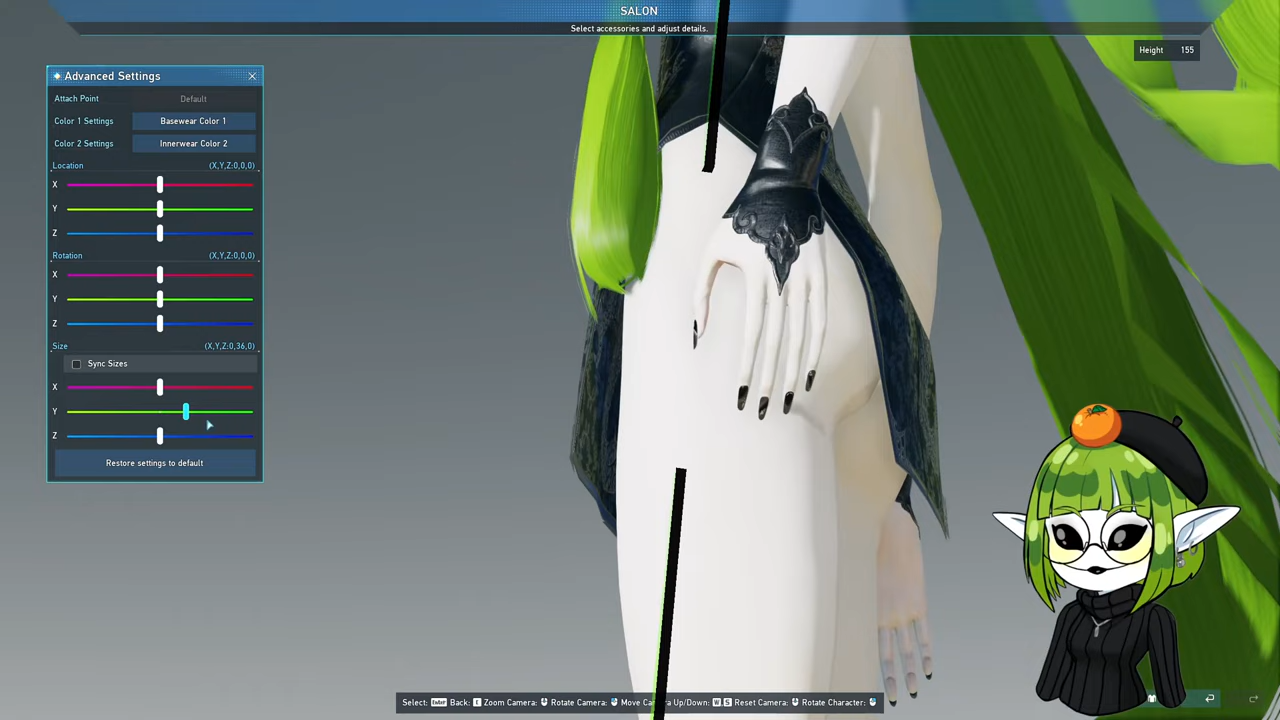 SALON
Select accessories and adjust details.
Height 155
Advanced Settings
Attach Point Default
Color 1 Settings Basewear Color 1
Color 2 Settings Innerwear Color 2
Location (X,Y,Z:0,0,0)
X
Y
Z
Rotation (X,Y,Z:0,0,0)
X
Y
Z
Size (X,Y,Z:0,36,0)
Sync Sizes
X
Y
Z
Restore settings to default
Select: Enter Back: Zoom Camera: Rotate Camera: Move Camera Up/Down: W S Reset Camera: Rotate Character: